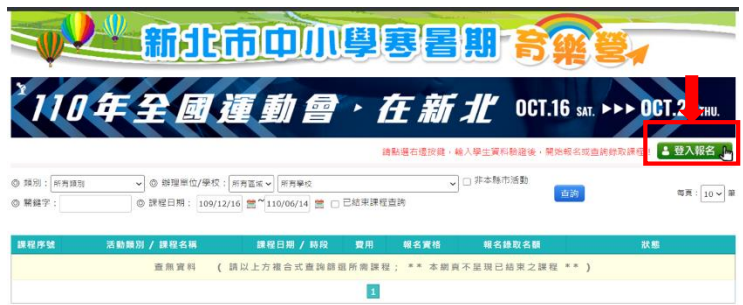 新北市中小學寒暑期育樂營
110年全國運動會・在新北 OCT.16 SAT. ►►► OCT.2 THU.
請點選右邊按鍵，輸入學生資料驗證後，開始報名或查詢錄取課程! 登入報名
◎ 類別： 所有類別 ◎ 辦理單位/學校： 所有區域 所有學校 □ 非本縣市活動 查詢 每頁： 10 筆
◎ 關鍵字： ◎ 課程日期： 109/12/16 ~ 110/06/14 □ 已結束課程查詢
課程序號 活動類別 / 課程名稱 課程日期 / 時段 費用 報名資格 報名錄取名額 狀態
查無資料 ( 請以上方複合式查詢篩選所需課程； ** 本網頁不呈現已結束之課程 ** )
1